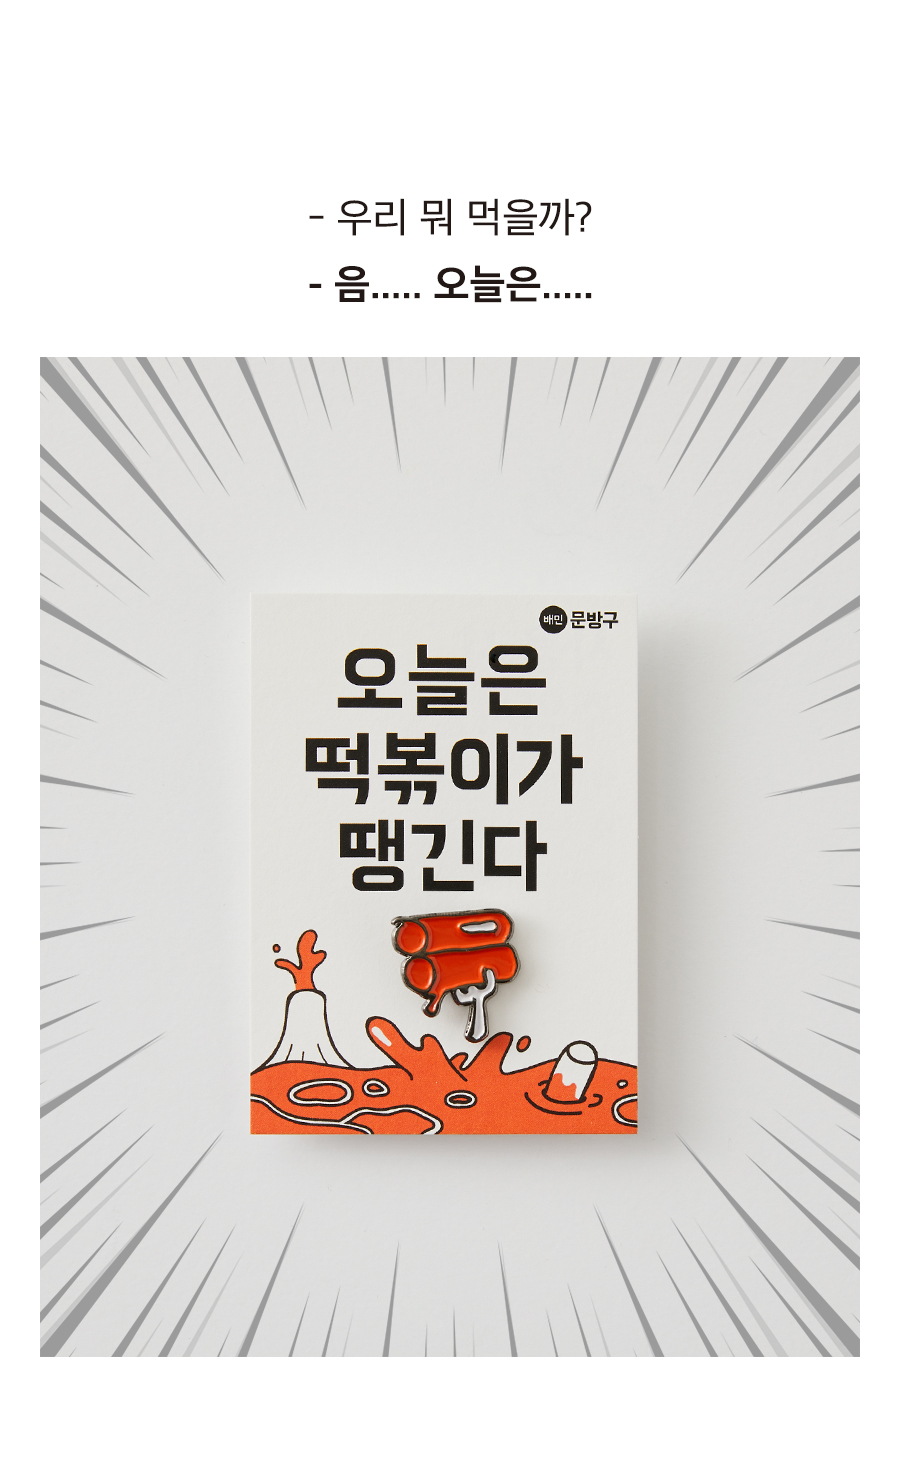 - 우리 뭐 먹을까?
- 음..... 오늘은.....
배민 문방구
오늘은
떡볶이가
땡긴다